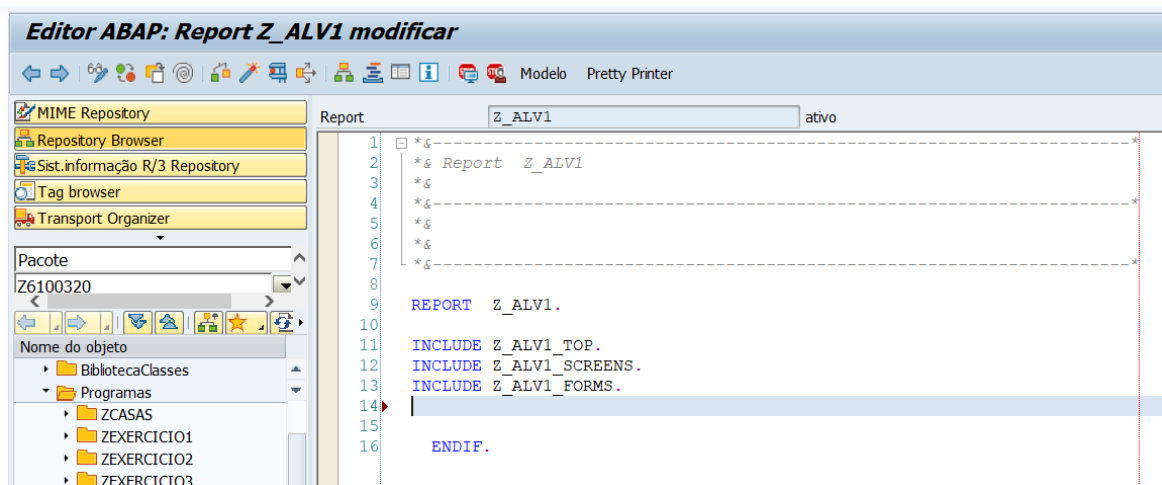 Editor ABAP: Report Z_ALV1 modificar
Modelo Pretty Printer
MIME Repository
Repository Browser
Sist.informação R/3 Repository
Tag browser
Transport Organizer
Pacote
Z6100320
Nome do objeto
BibliotecaClasses
Programas
ZCASAS
ZEXERCICIO1
ZEXERCICIO2
ZEXERCICIO3
Report Z_ALV1 ativo
1 *&---------------------------------------------------------------------*
2 *& Report  Z_ALV1
3 *&
4 *&---------------------------------------------------------------------*
5 *&
6 *&
7 *&---------------------------------------------------------------------*
8
9 REPORT  Z_ALV1.
10
11 INCLUDE Z_ALV1_TOP.
12 INCLUDE Z_ALV1_SCREENS.
13 INCLUDE Z_ALV1_FORMS.
14
15
16 ENDIF.